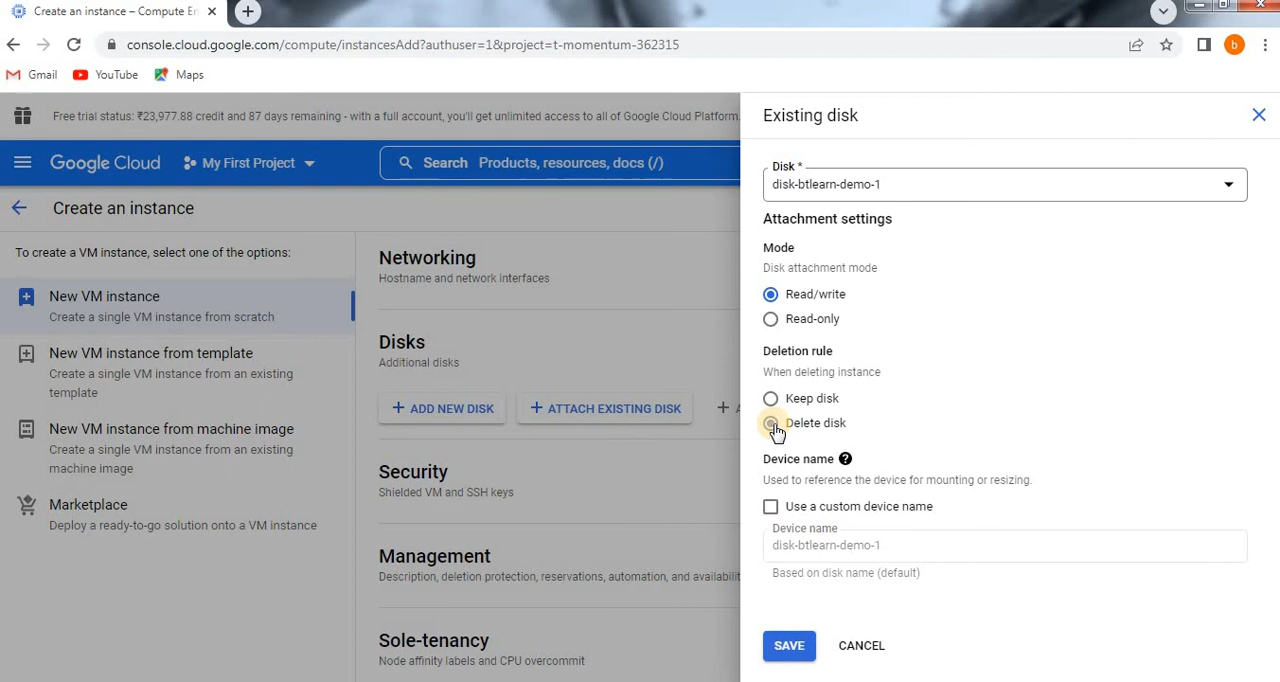 Create an instance – Compute En
console.cloud.google.com/compute/instancesAdd?authuser=1&project=t-momentum-362315
b
Gmail
YouTube
Maps
Free trial status: ₹23,977.88 credit and 87 days remaining - with a full account, you'll get unlimited access to all of Google Cloud Platform.
Google Cloud
My First Project
Search Products, resources, docs (/)
Create an instance
To create a VM instance, select one of the options:
New VM instance
Create a single VM instance from scratch
New VM instance from template
Create a single VM instance from an existing
template
New VM instance from machine image
Create a single VM instance from an existing
machine image
Marketplace
Deploy a ready-to-go solution onto a VM instance
Networking
Hostname and network interfaces
Disks
Additional disks
+ ADD NEW DISK
+ ATTACH EXISTING DISK
+ A
Security
Shielded VM and SSH keys
Management
Description, deletion protection, reservations, automation, and availabilit
Sole-tenancy
Node affinity labels and CPU overcommit
Existing disk
Disk *
disk-btlearn-demo-1
Attachment settings
Mode
Disk attachment mode
Read/write
Read-only
Deletion rule
When deleting instance
Keep disk
Delete disk
Device name ?
Used to reference the device for mounting or resizing.
Use a custom device name
Device name
disk-btlearn-demo-1
Based on disk name (default)
SAVE
CANCEL